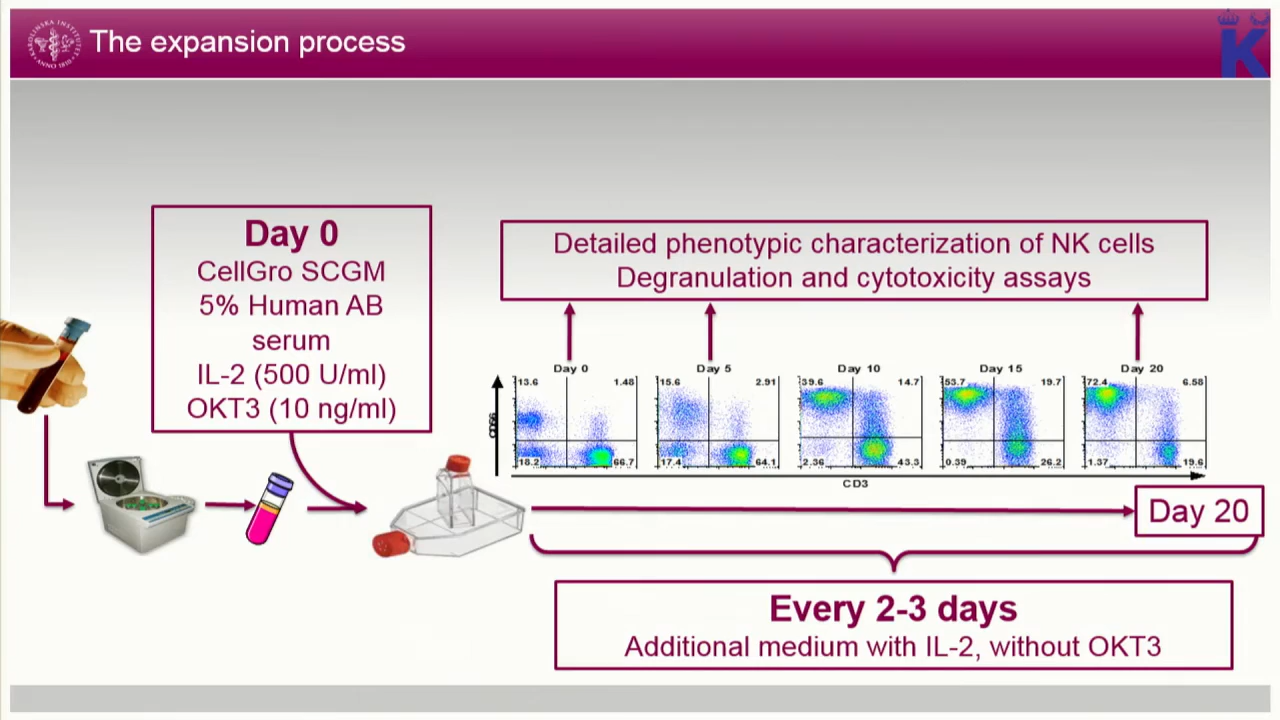 The expansion process
Day 0
CellGro SCGM
5% Human AB
serum
IL-2 (500 U/ml)
OKT3 (10 ng/ml)
Detailed phenotypic characterization of NK cells
Degranulation and cytotoxicity assays
Day 0
Day 5
Day 10
Day 15
Day 20
13.6 1.48
15.6 2.91
39.6 14.7
53.7 19.7
72.4 6.58
CD56
18.2 66.7
17.4 64.1
2.36 43.3
0.39 26.2
1.37 19.6
CD3
Day 20
Every 2-3 days
Additional medium with IL-2, without OKT3
K